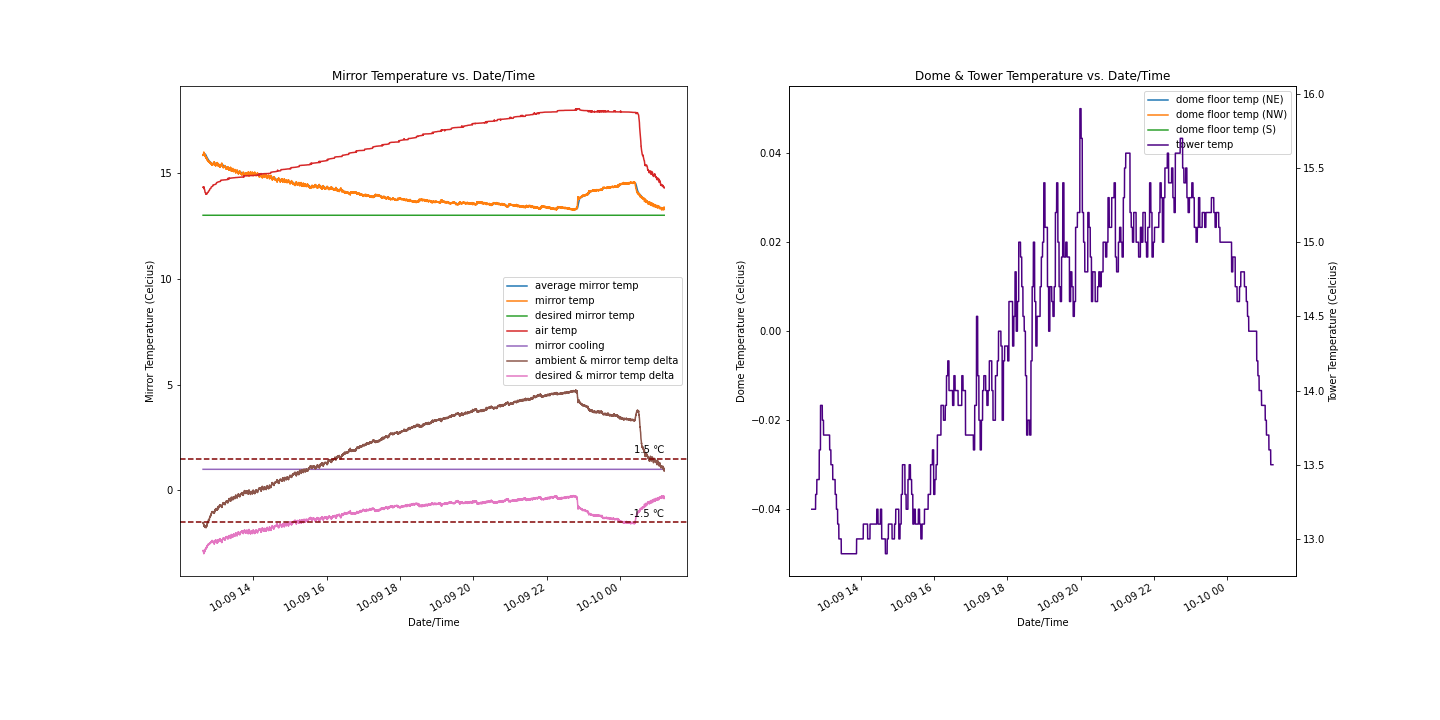 Mirror Temperature vs. Date/Time
Mirror Temperature (Celcius)
15
10
5
0
average mirror temp
mirror temp
desired mirror temp
air temp
mirror cooling
ambient & mirror temp delta
desired & mirror temp delta
1.5 ℃
-1.5 ℃
10-09 14
10-09 16
10-09 18
10-09 20
10-09 22
10-10 00
Date/Time
Dome & Tower Temperature vs. Date/Time
Dome Temperature (Celcius)
0.04
0.02
0.00
−0.02
−0.04
dome floor temp (NE)
dome floor temp (NW)
dome floor temp (S)
tower temp
16.0
15.5
15.0
14.5
14.0
13.5
13.0
Tower Temperature (Celcius)
10-09 14
10-09 16
10-09 18
10-09 20
10-09 22
10-10 00
Date/Time